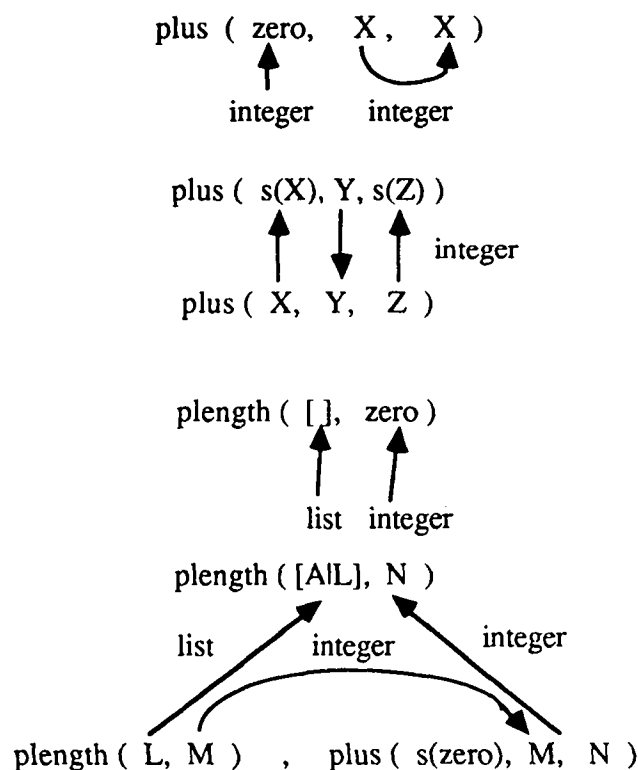 plus ( zero, X, X )
integer integer
plus ( s(X), Y, s(Z) )
integer
plus ( X, Y, Z )
plength ( [ ], zero )
list integer
plength ( [A|L], N )
list integer integer
plength ( L, M ) , plus ( s(zero), M, N )